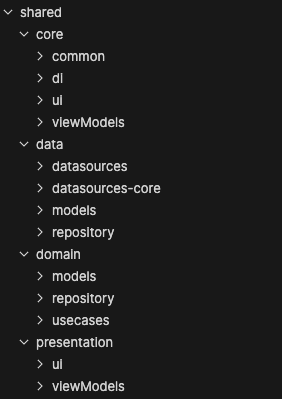 shared
core
common
di
ui
viewModels
data
datasources
datasources-core
models
repository
domain
models
repository
usecases
presentation
ui
viewModels